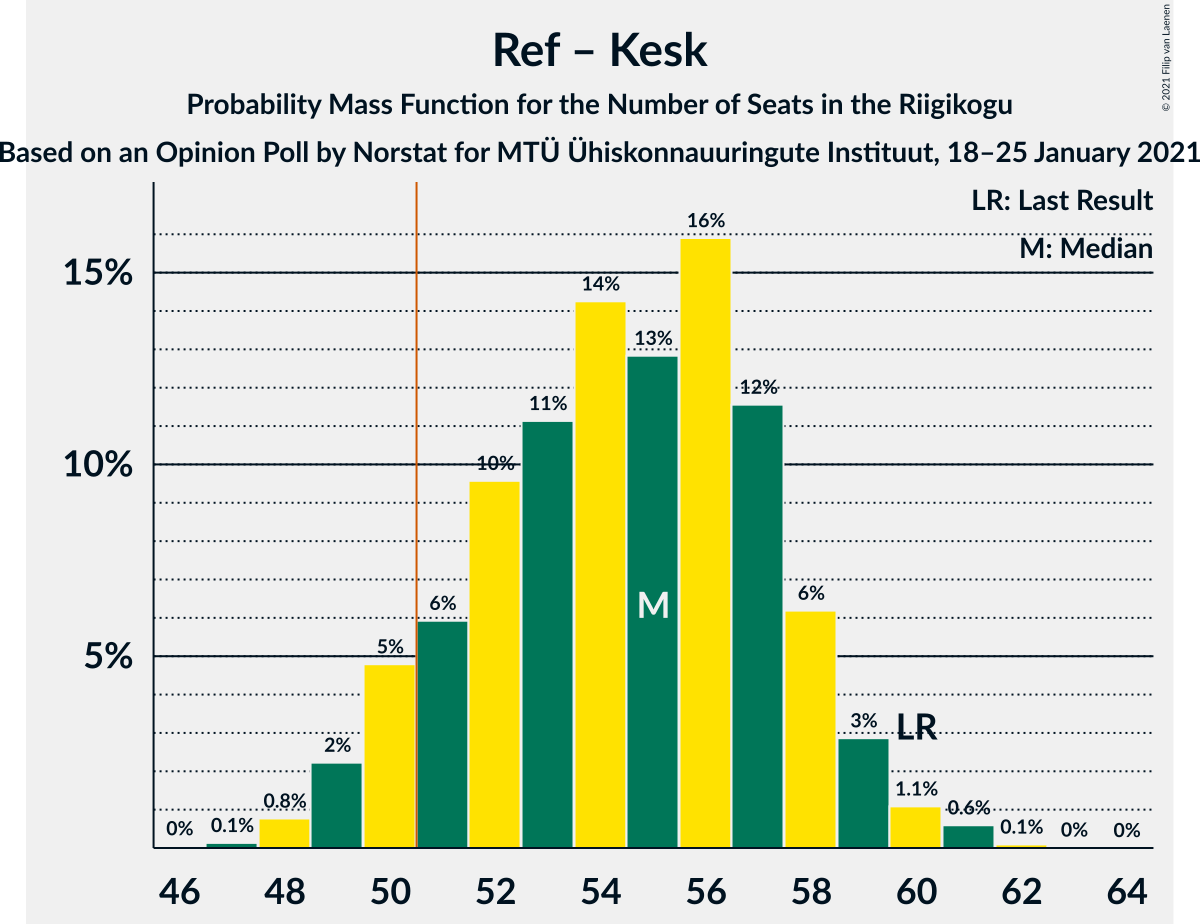 Ref – Kesk
Probability Mass Function for the Number of Seats in the Riigikogu
Based on an Opinion Poll by Norstat for MTÜ Ühiskonnauuringute Instituut, 18–25 January 2021
© 2021 Filip van Laenen
LR: Last Result
M: Median
15%
10%
5%
0%
0.1%
0.8%
2%
5%
6%
10%
11%
14%
13%
16%
12%
6%
3%
1.1%
0.6%
0.1%
0%
0%
M
LR
46 48 50 52 54 56 58 60 62 64